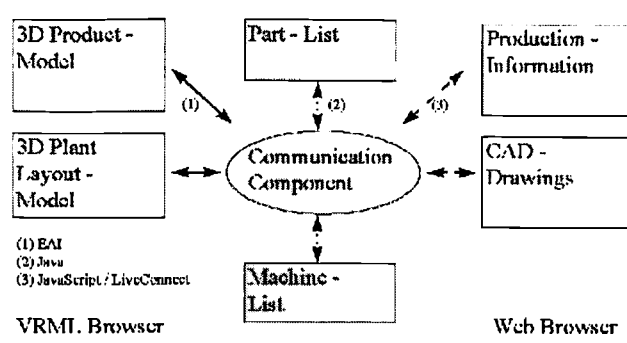 3D Product -
Model
Part - List
Production -
Information
(1)
(2)
(3)
3D Plant
Layout -
Model
Communication
Component
CAD -
Drawings
(1) EAI
(2) Java
(3) JavaScript / LiveConnect
Machine -
List
VRML Browser
Web Browser